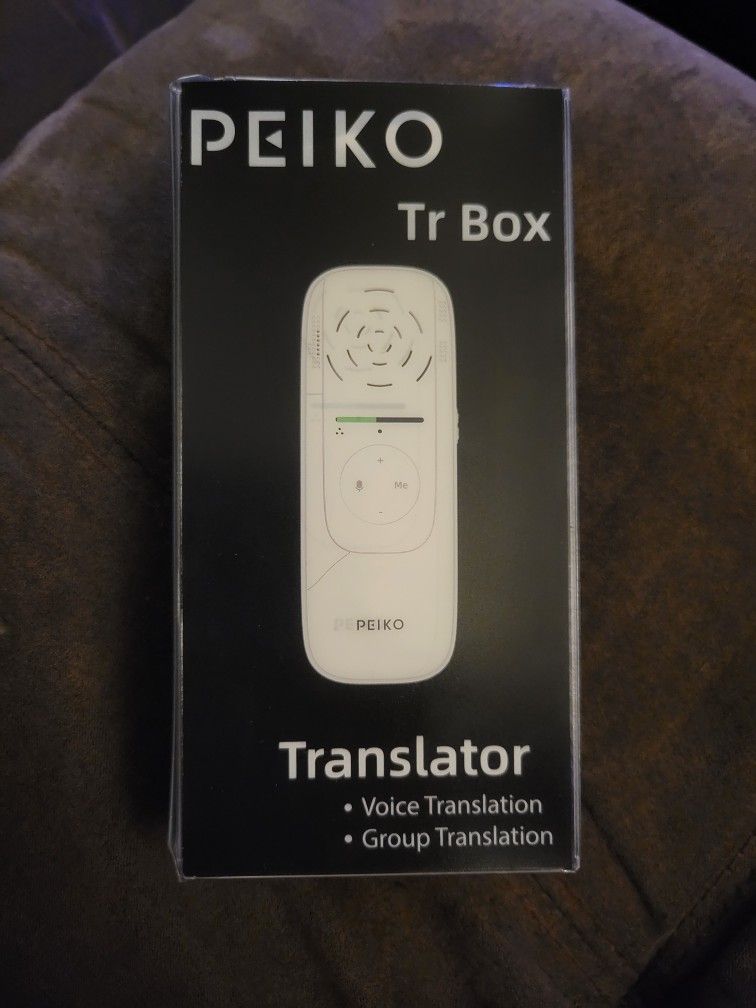 PEIKO
Tr Box
+
Me
-
PEIKO
Translator
• Voice Translation
• Group Translation